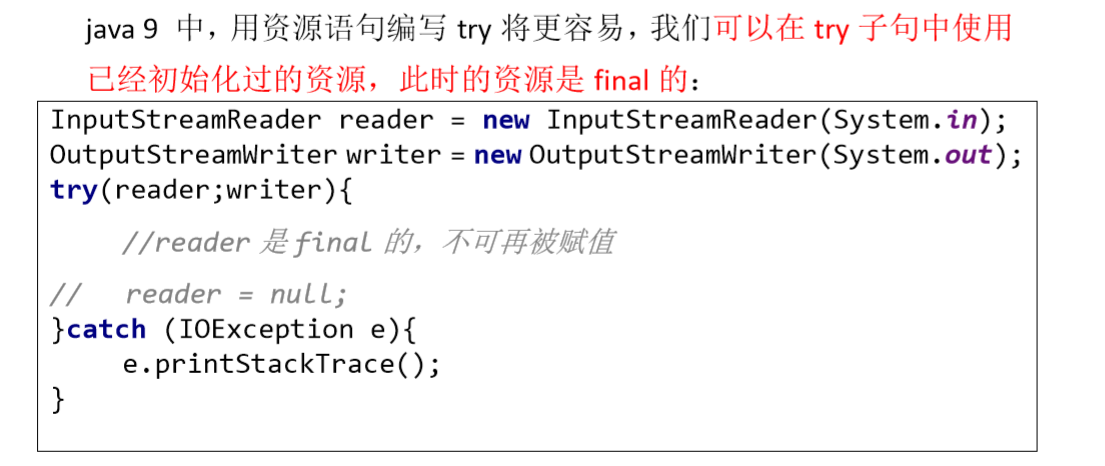 java 9 中，用资源语句编写 try 将更容易，我们可以在 try 子句中使用
已经初始化过的资源，此时的资源是 final 的：
InputStreamReader reader = new InputStreamReader(System.in);
OutputStreamWriter writer = new OutputStreamWriter(System.out);
try(reader;writer){
//reader 是 final 的，不可再被赋值
// reader = null;
}catch (IOException e){
e.printStackTrace();
}